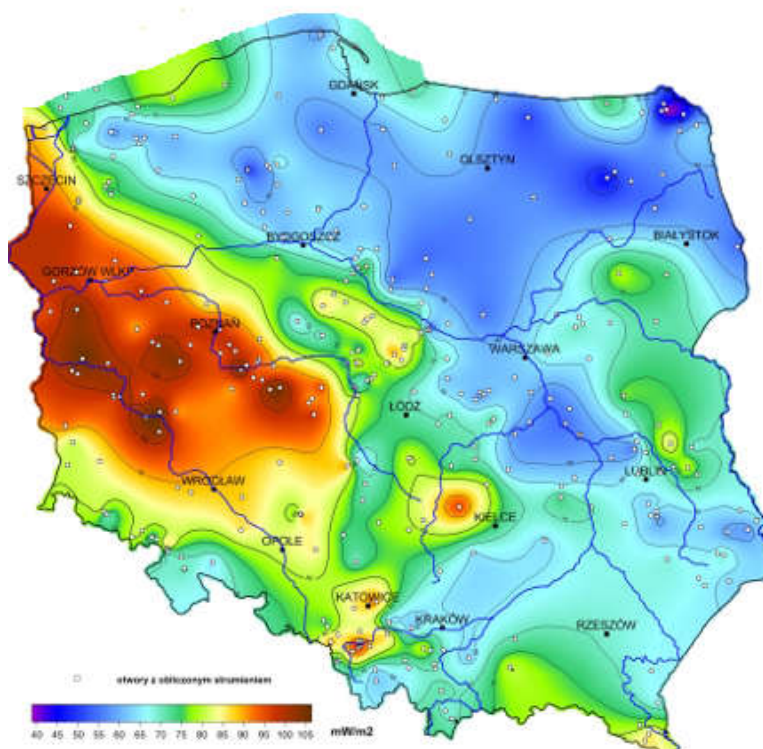 GDAŃSK
OLSZTYN
SZCZECIN
BYDGOSZCZ
BIAŁYSTOK
GORZÓW WLKP
POZNAŃ
WARSZAWA
ŁÓDŹ
LUBLIN
WROCŁAW
KIELCE
OPOLE
KATOWICE
KRAKÓW
RZESZÓW
otwory z obliczonym strumieniem
40 45 50 55 60 65 70 75 80 85 90 95 100 105 mW/m2